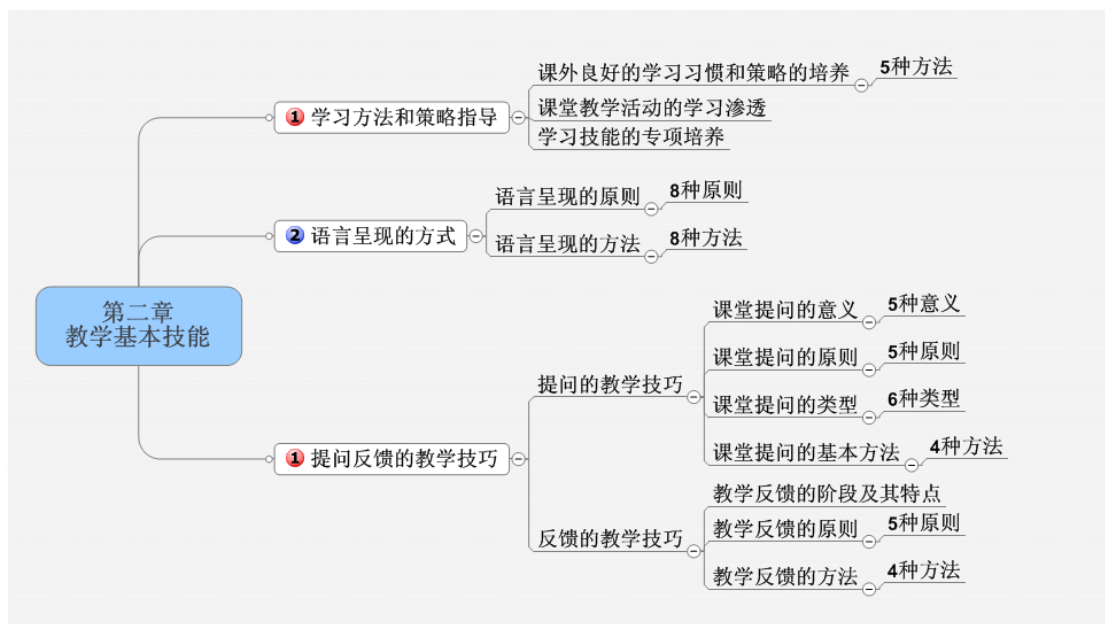 第二章
教学基本技能
1 学习方法和策略指导
课外良好的学习习惯和策略的培养
5种方法
课堂教学活动的学习渗透
学习技能的专项培养
2 语言呈现的方式
语言呈现的原则
8种原则
语言呈现的方法
8种方法
1 提问反馈的教学技巧
提问的教学技巧
课堂提问的意义
5种意义
课堂提问的原则
5种原则
课堂提问的类型
6种类型
课堂提问的基本方法
4种方法
反馈的教学技巧
教学反馈的阶段及其特点
教学反馈的原则
5种原则
教学反馈的方法
4种方法